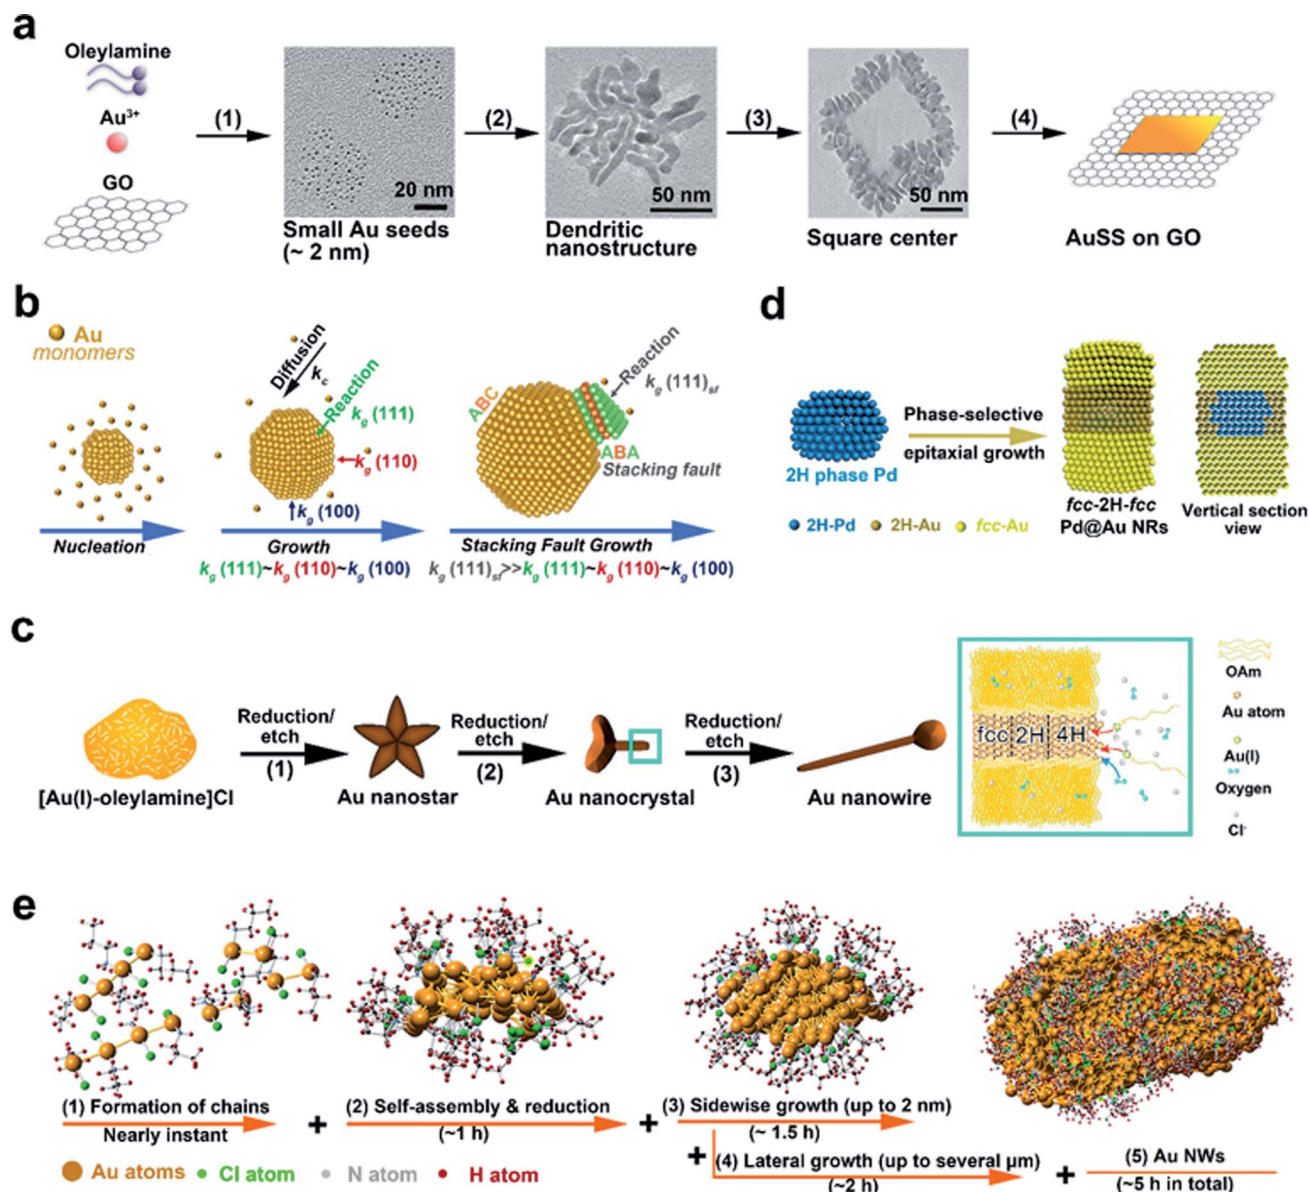 a
Oleylamine
Au³⁺
GO
(1)
20 nm
Small Au seeds
(~ 2 nm)
(2)
50 nm
Dendritic
nanostructure
(3)
50 nm
Square center
(4)
AuSS on GO
b
Au
monomers
Nucleation
Diffusion
k_c
Reaction
k_g (111)
k_g (110)
k_g (100)
Growth
k_g (111)~k_g (110)~k_g (100)
ABC
Reaction
k_g (111)_sf
ABA
Stacking fault
Stacking Fault Growth
k_g (111)_sf>>k_g (111)~k_g (110)~k_g (100)
d
2H phase Pd
Phase-selective
epitaxial growth
fcc-2H-fcc
Pd@Au NRs
Vertical section
view
2H-Pd 2H-Au fcc-Au
c
[Au(I)-oleylamine]Cl
Reduction/
etch
(1)
Au nanostar
Reduction/
etch
(2)
Au nanocrystal
Reduction/
etch
(3)
Au nanowire
fcc 2H 4H
OAm
Au atom
Au(I)
Oxygen
Cl⁻
e
(1) Formation of chains
Nearly instant
+
(2) Self-assembly & reduction
(~1 h)
+
(3) Sidewise growth (up to 2 nm)
(~ 1.5 h)
+
(4) Lateral growth (up to several µm)
(~2 h)
+
(5) Au NWs
(~5 h in total)
Au atoms Cl atom N atom H atom